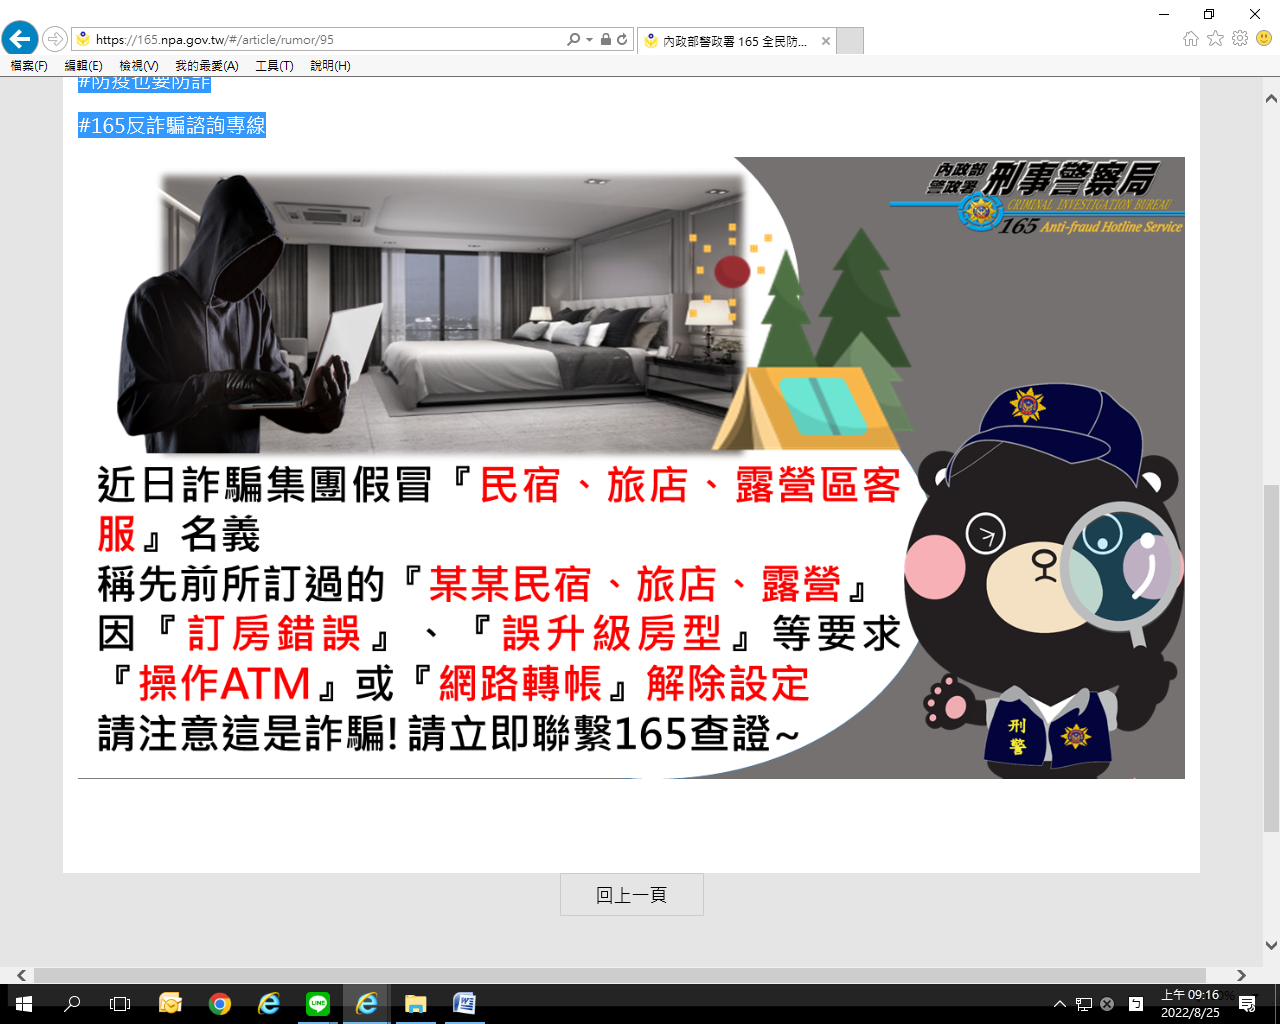 https://165.npa.gov.tw/#/article/rumor/95
內政部警政署 165 全民防...
檔案(F) 編輯(E) 檢視(V) 我的最愛(A) 工具(T) 說明(H)
#防疫也要防詐
#165反詐騙諮詢專線
內政部
警政署
刑事警察局
CRIMINAL INVESTIGATION BUREAU
165 Anti-fraud Hotline Service
近日詐騙集團假冒『民宿、旅店、露營區客
服』名義
稱先前所訂過的『某某民宿、旅店、露營』
因『訂房錯誤』、『誤升級房型』等要求
『操作ATM』或『網路轉帳』解除設定
請注意這是詐騙! 請立即聯繫165查證~
刑
警
回上一頁
上午 09:16
2022/8/25